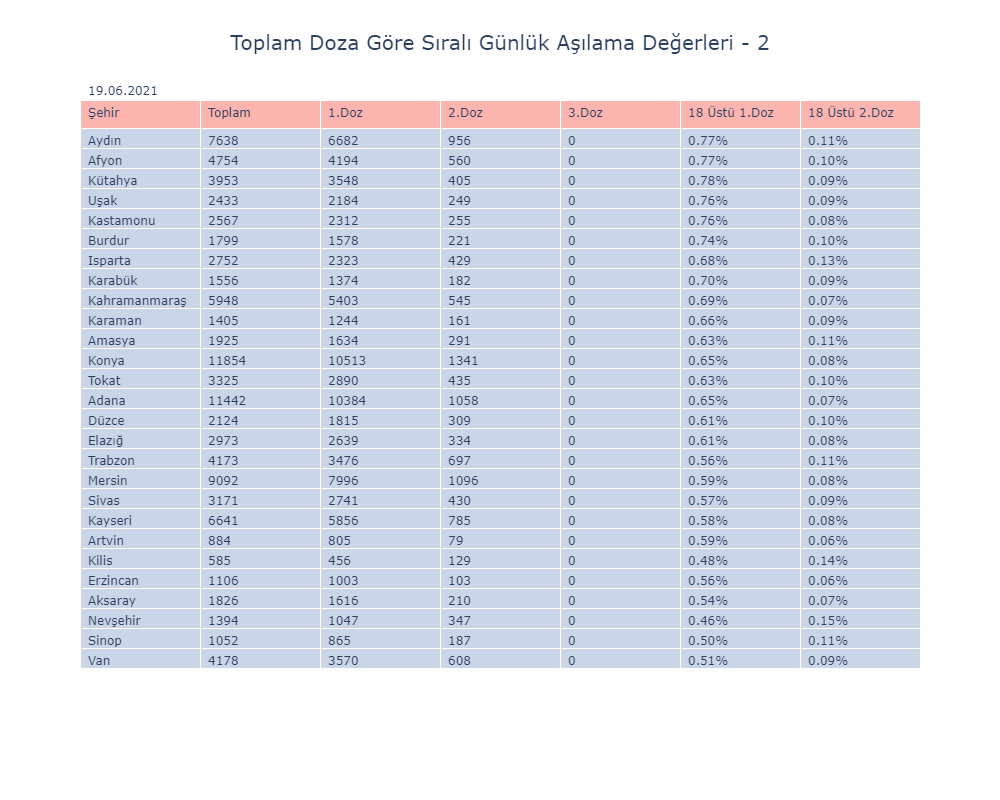 Toplam Doza Göre Sıralı Günlük Aşılama Değerleri - 2
19.06.2021
Şehir Toplam 1.Doz 2.Doz 3.Doz 18 Üstü 1.Doz 18 Üstü 2.Doz
Aydın 7638 6682 956 0 0.77% 0.11%
Afyon 4754 4194 560 0 0.77% 0.10%
Kütahya 3953 3548 405 0 0.78% 0.09%
Uşak 2433 2184 249 0 0.76% 0.09%
Kastamonu 2567 2312 255 0 0.76% 0.08%
Burdur 1799 1578 221 0 0.74% 0.10%
Isparta 2752 2323 429 0 0.68% 0.13%
Karabük 1556 1374 182 0 0.70% 0.09%
Kahramanmaraş 5948 5403 545 0 0.69% 0.07%
Karaman 1405 1244 161 0 0.66% 0.09%
Amasya 1925 1634 291 0 0.63% 0.11%
Konya 11854 10513 1341 0 0.65% 0.08%
Tokat 3325 2890 435 0 0.63% 0.10%
Adana 11442 10384 1058 0 0.65% 0.07%
Düzce 2124 1815 309 0 0.61% 0.10%
Elazığ 2973 2639 334 0 0.61% 0.08%
Trabzon 4173 3476 697 0 0.56% 0.11%
Mersin 9092 7996 1096 0 0.59% 0.08%
Sivas 3171 2741 430 0 0.57% 0.09%
Kayseri 6641 5856 785 0 0.58% 0.08%
Artvin 884 805 79 0 0.59% 0.06%
Kilis 585 456 129 0 0.48% 0.14%
Erzincan 1106 1003 103 0 0.56% 0.06%
Aksaray 1826 1616 210 0 0.54% 0.07%
Nevşehir 1394 1047 347 0 0.46% 0.15%
Sinop 1052 865 187 0 0.50% 0.11%
Van 4178 3570 608 0 0.51% 0.09%